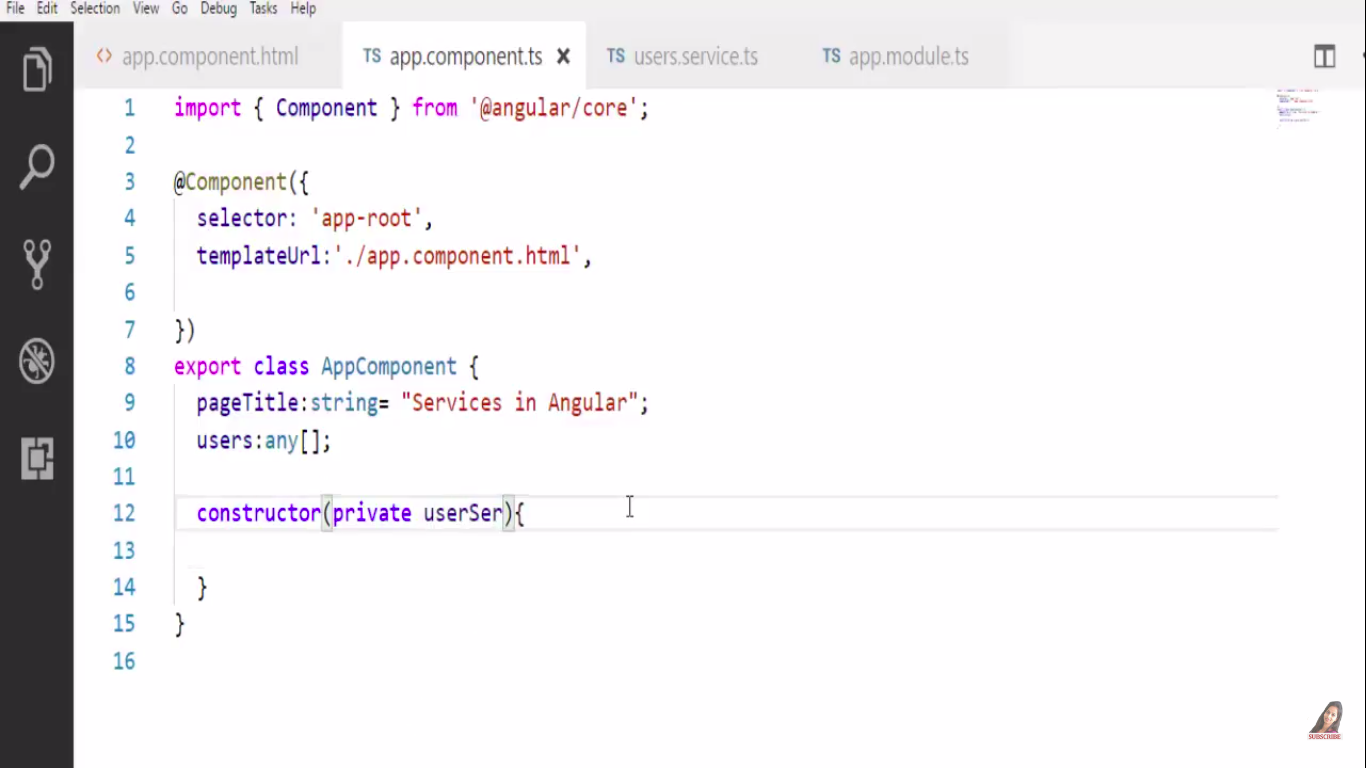 File Edit Selection View Go Debug Tasks Help
<> app.component.html TS app.component.ts × TS users.service.ts TS app.module.ts
1 import { Component } from '@angular/core';
2
3 @Component({
4 selector: 'app-root',
5 templateUrl:'./app.component.html',
6
7 })
8 export class AppComponent {
9 pageTitle:string= "Services in Angular";
10 users:any[];
11
12 constructor(private userSer){
13
14 }
15 }
16
SUBSCRIBE